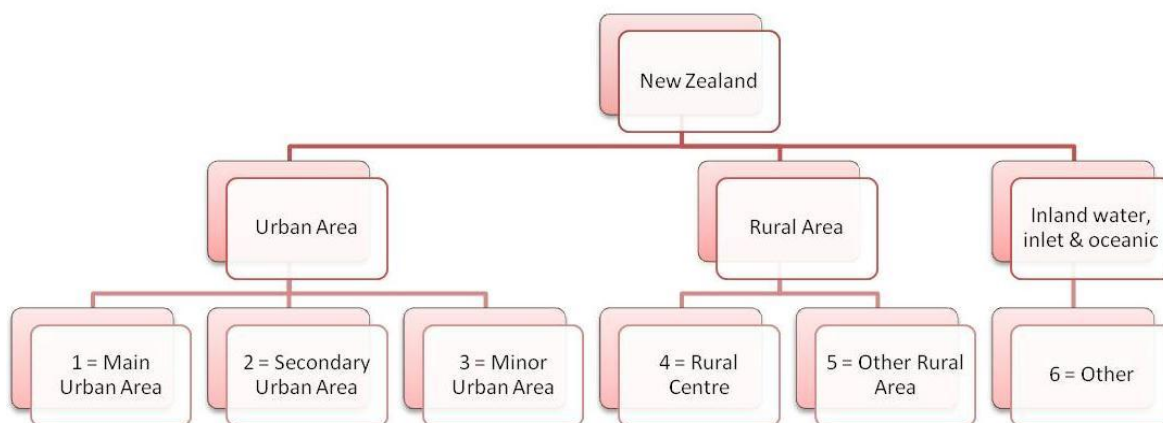 New Zealand
Urban Area
Rural Area
Inland water,
inlet & oceanic
1 = Main
Urban Area
2 = Secondary
Urban Area
3 = Minor
Urban Area
4 = Rural
Centre
5 = Other Rural
Area
6 = Other